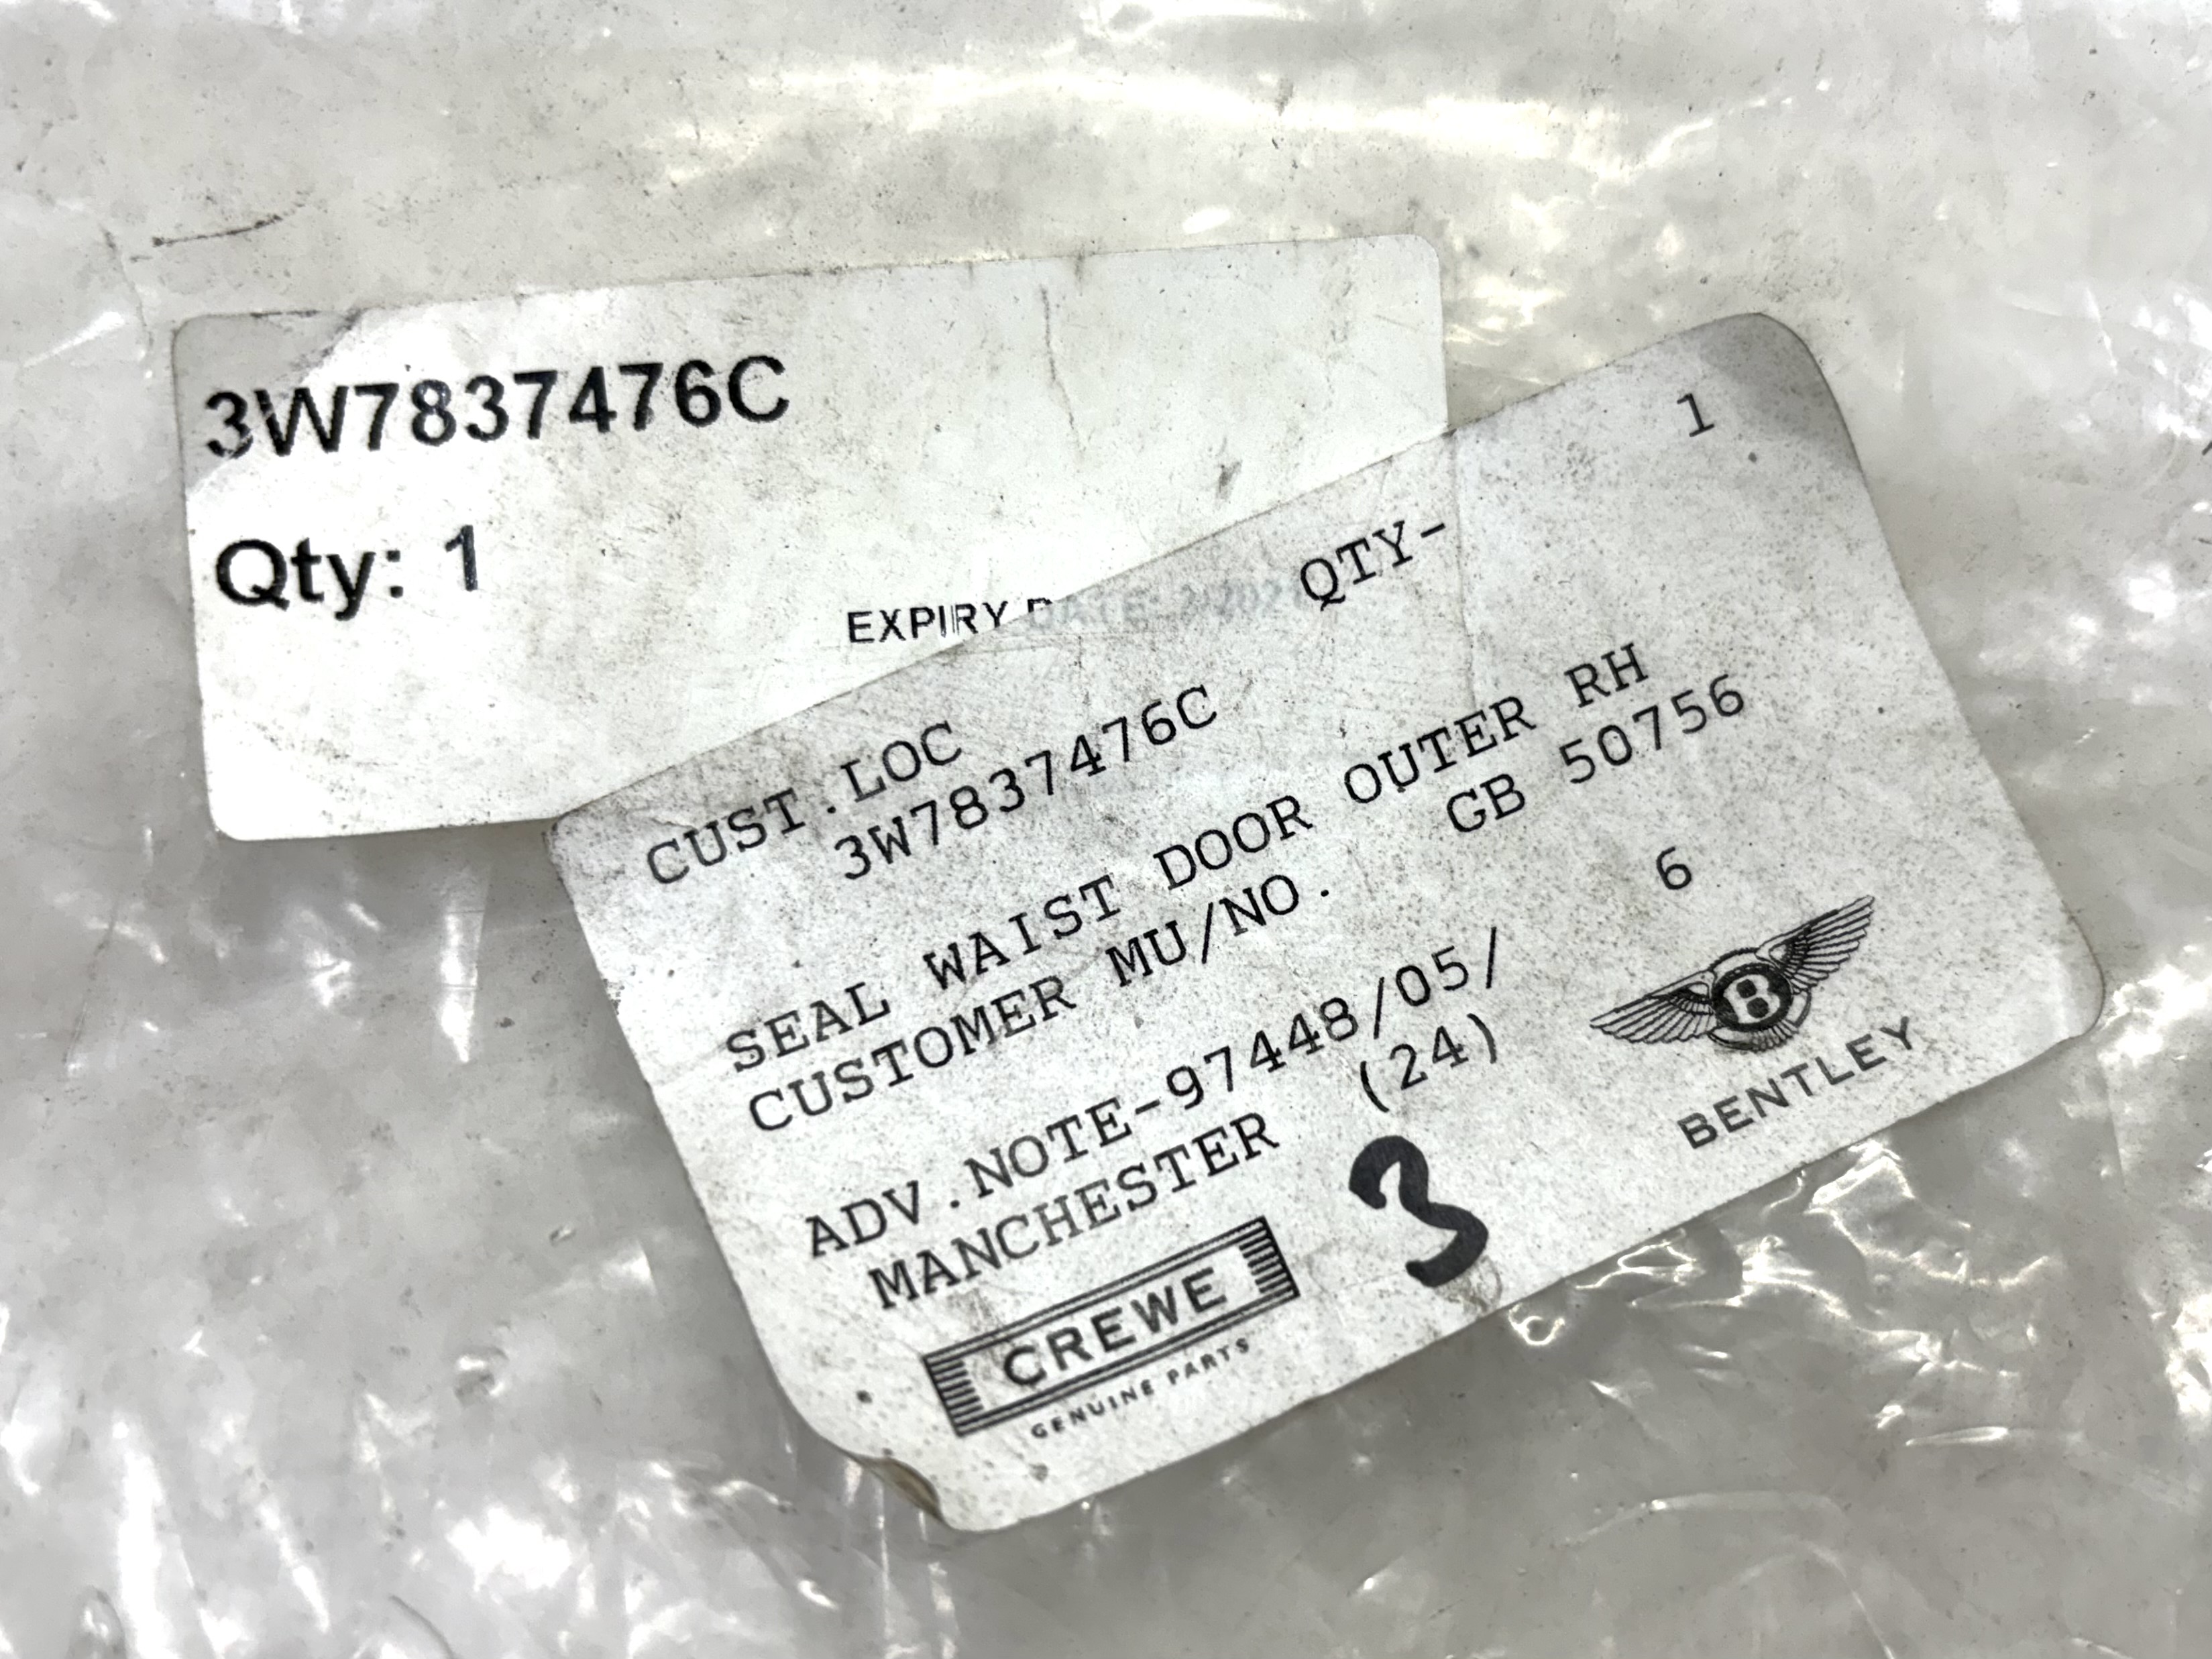 3W7837476C
Qty: 1
EXPIRY DATE:
QTY- 1
CUST.LOC
3W7837476C
SEAL WAIST DOOR OUTER RH
CUSTOMER MU/NO. GB 50756
6
ADV.NOTE-97448/05/
MANCHESTER (24)
3
B
BENTLEY
CREWE
GENUINE PARTS